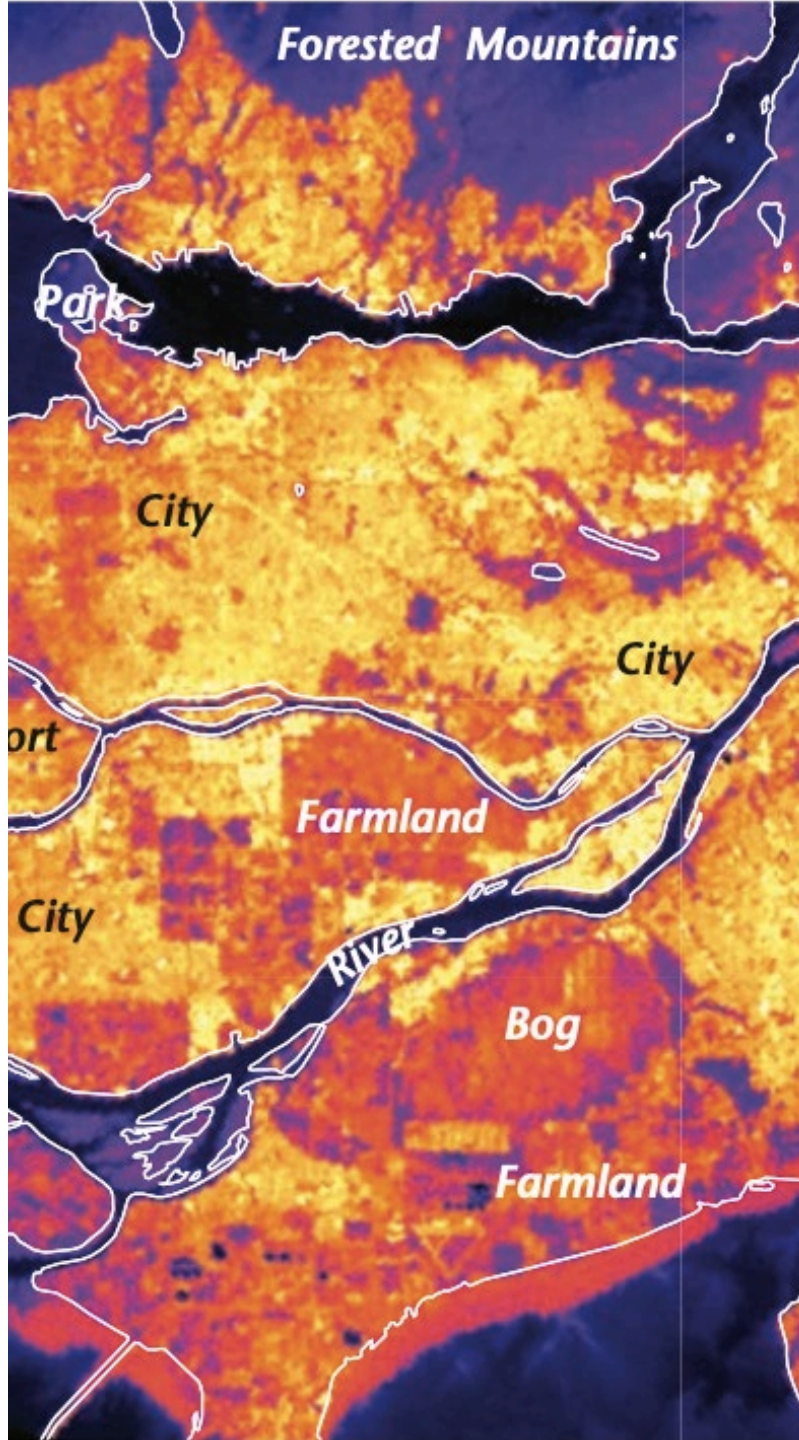 Forested Mountains
Park
City
City
ort
Farmland
City
River
Bog
Farmland